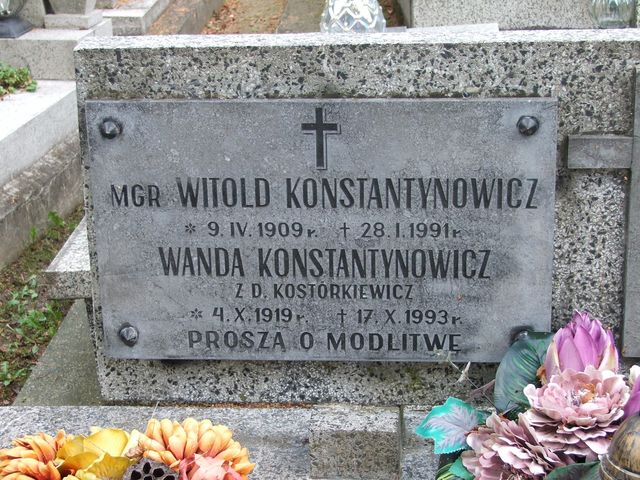 MGR WITOLD KONSTANTYNOWICZ
* 9. IV. 1909 r. † 28. I. 1991 r.
WANDA KONSTANTYNOWICZ
Z D. KOSTÓRKIEWICZ
* 4. X. 1919 r. † 17. X. 1993 r.
PROSZĄ O MODLITWĘ